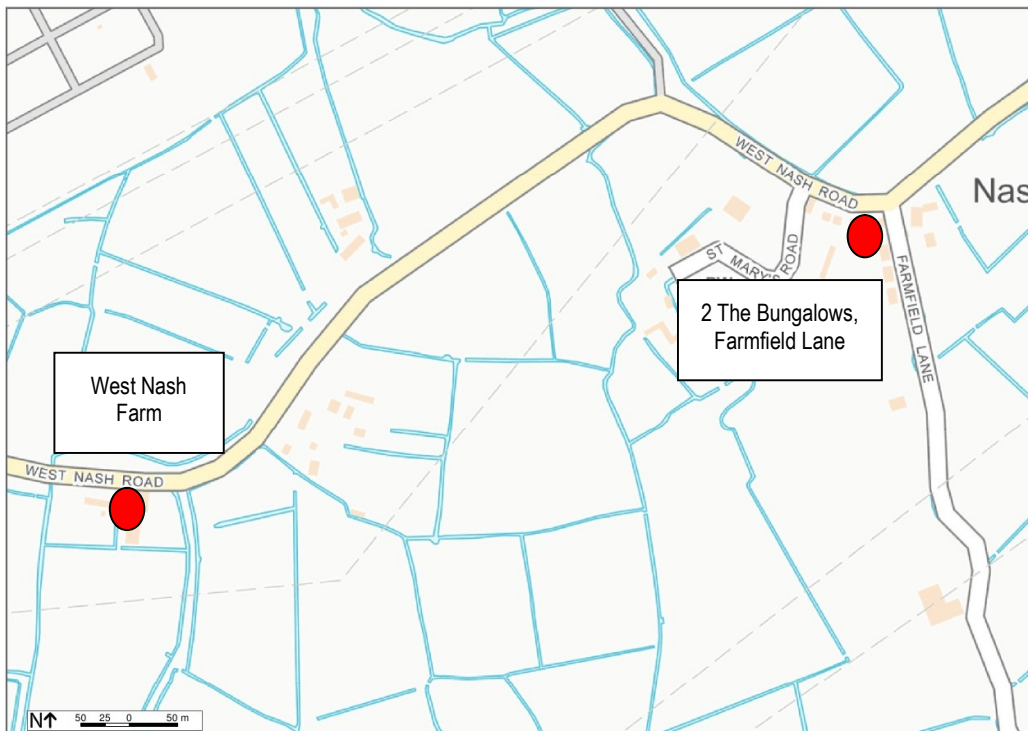 WEST NASH ROAD
Nas
ST MARY'S ROAD
FARMFIELD LANE
2 The Bungalows,
Farmfield Lane
West Nash
Farm
WEST NASH ROAD
N 50 25 0 50 m